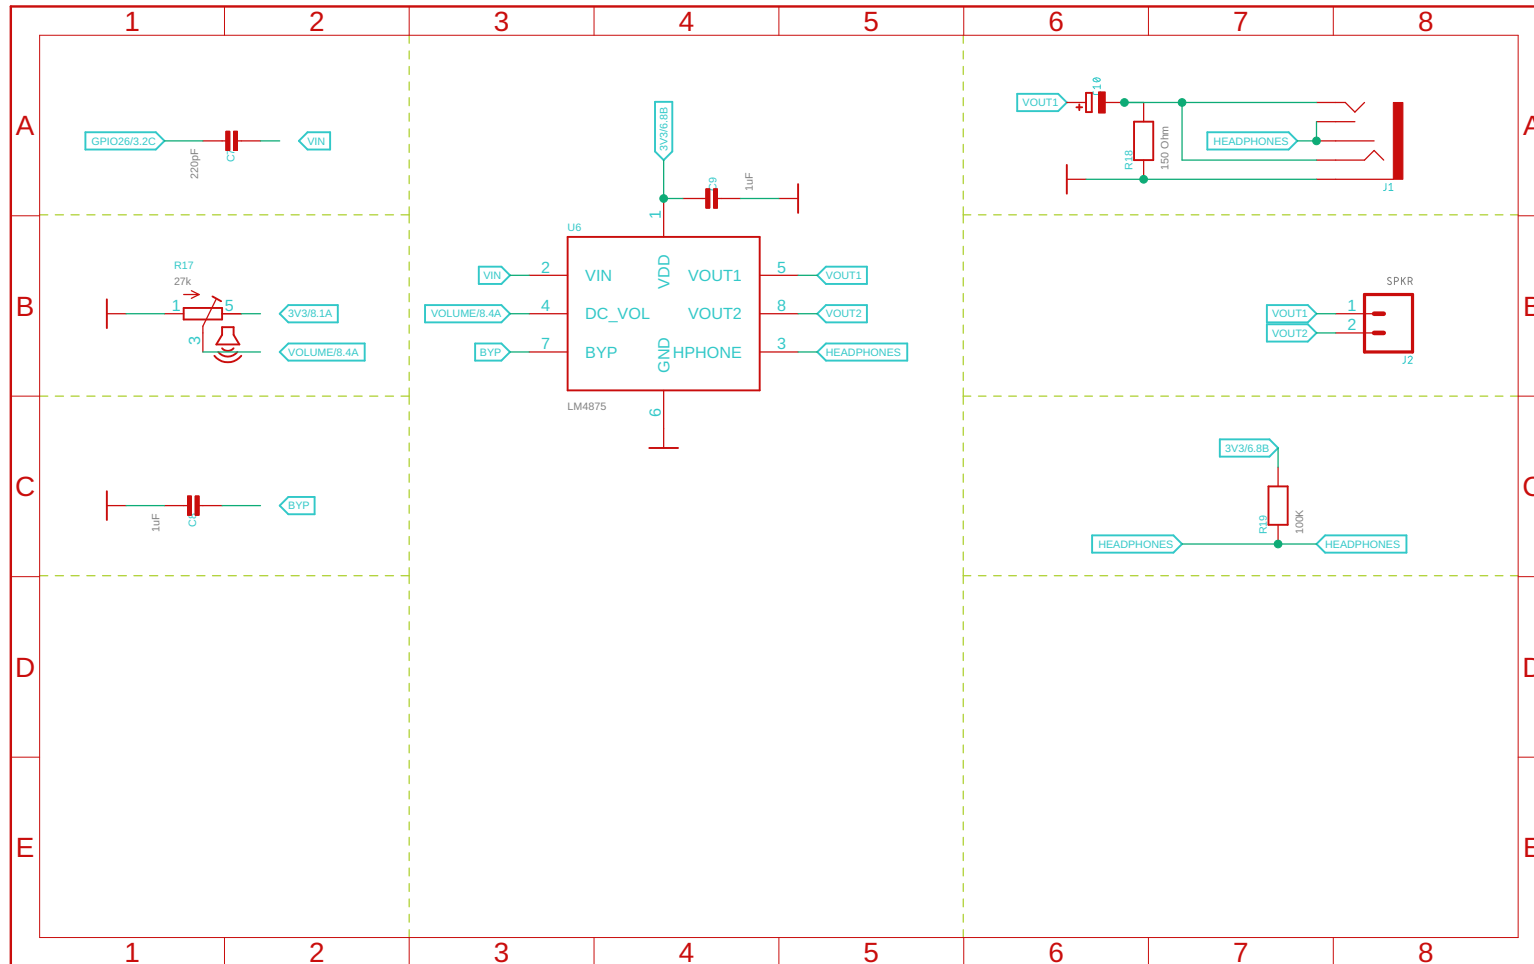 1 2 3 4 5 6 7 8
A
GPIO26/3.2C
220pF
VIN
3V3/6.8B
1uF
1
VOUT1
+
R18
150 Ohm
HEADPHONES
J1
A
B
R17
27k
1
5
3
3V3/8.1A
VOLUME/8.4A
U6
VIN
2
VIN
VOLUME/8.4A
4
DC_VOL
BYP
7
BYP
VDD
GND
VOUT1
5
VOUT1
VOUT2
8
VOUT2
HPHONE
3
HEADPHONES
LM4875
6
SPKR
VOUT1
1
VOUT2
2
J2
C
1uF
BYP
3V3/6.8B
R19
100K
HEADPHONES
HEADPHONES
D
D
E
1 2 3 4 5 6 7 8